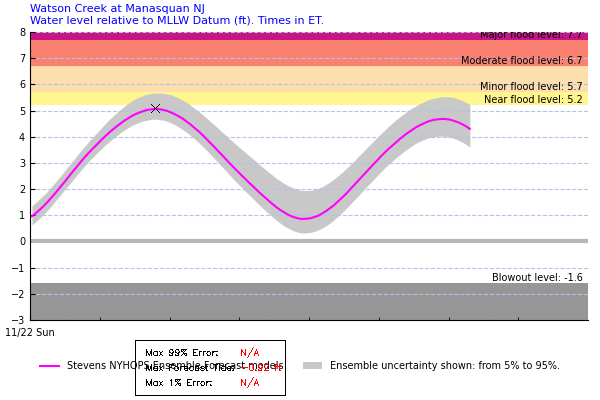 Watson Creek at Manasquan NJ
Water level relative to MLLW Datum (ft). Times in ET.
8
7
6
5
4
3
2
1
0
−1
−2
−3
Major flood level: 7.7
Moderate flood level: 6.7
Minor flood level: 5.7
Near flood level: 5.2
Blowout level: -1.6
11/22 Sun
Max 99% Error: N/A
Stevens NYHOPS Ensemble Forecast models
Max Forecast Tide:
Max 1% Error: N/A
Ensemble uncertainty shown: from 5% to 95%.